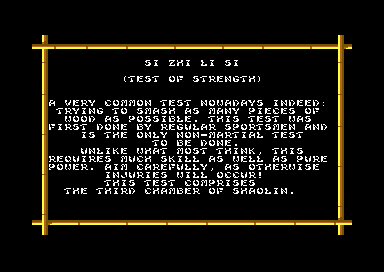 SI ZHI LI SI
(TEST OF STRENGTH)
A VERY COMMON TEST NOWADAYS INDEED:
TRYING TO SMASH AS MANY PIECES OF
WOOD AS POSSIBLE. THIS TEST WAS
FIRST DONE BY REGULAR SPORTSMEN AND
IS THE ONLY NON-MARTIAL TEST
TO BE DONE.
UNLIKE WHAT MOST THINK, THIS
REQUIRES MUCH SKILL AS WELL AS PURE
POWER. AIM CAREFULLY, AS OTHERWISE
INJURIES WILL OCCUR!
THIS TEST COMPRISES
THE THIRD CHAMBER OF SHAOLIN.